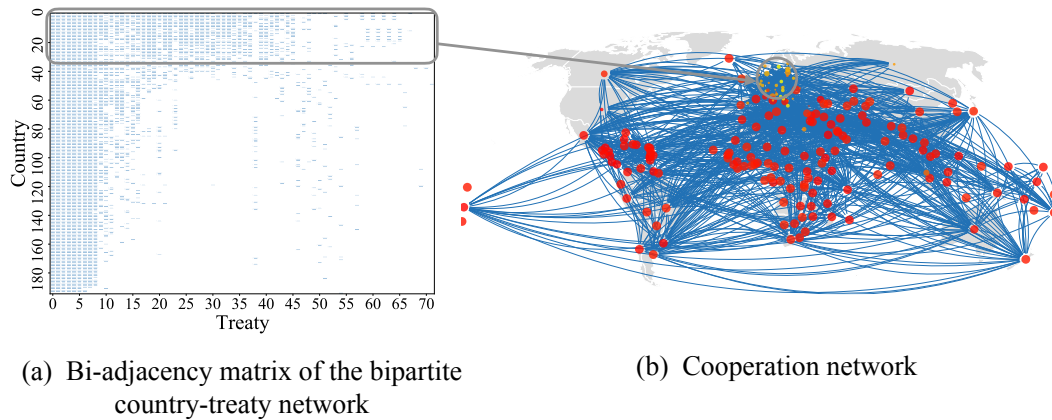 0
20
40
60
80
100
120
140
160
180
Country
0 5 10 15 20 25 30 35 40 45 50 55 60 65 70
Treaty
(a) Bi-adjacency matrix of the bipartite
country-treaty network
(b) Cooperation network